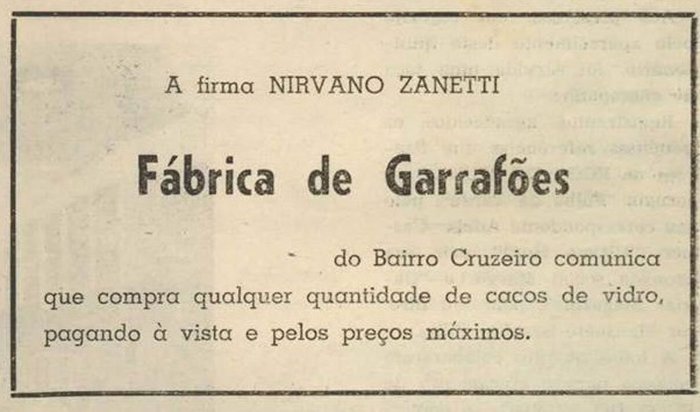 A firma NIRVANO ZANETTI
Fábrica de Garrafões
do Bairro Cruzeiro comunica
que compra qualquer quantidade de cacos de vidro,
pagando à vista e pelos preços máximos.